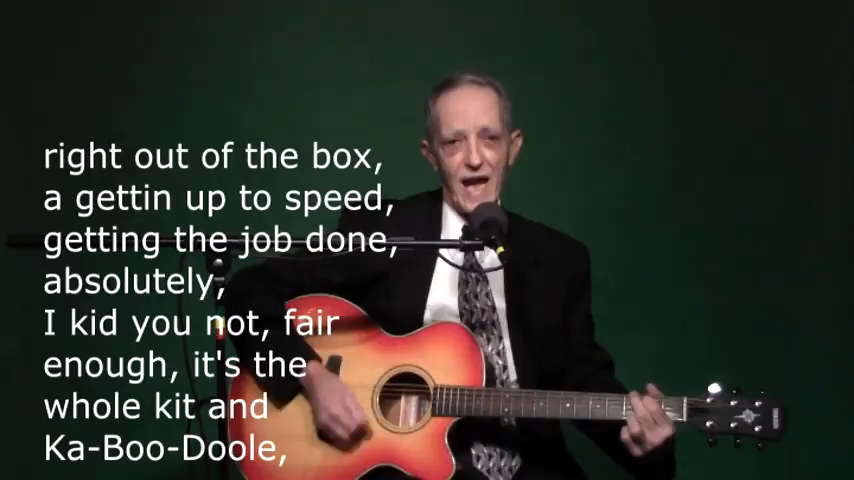 right out of the box,
a gettin up to speed,
getting the job done,
absolutely,
I kid you not, fair
enough, it's the
whole kit and
Ka-Boo-Doole,